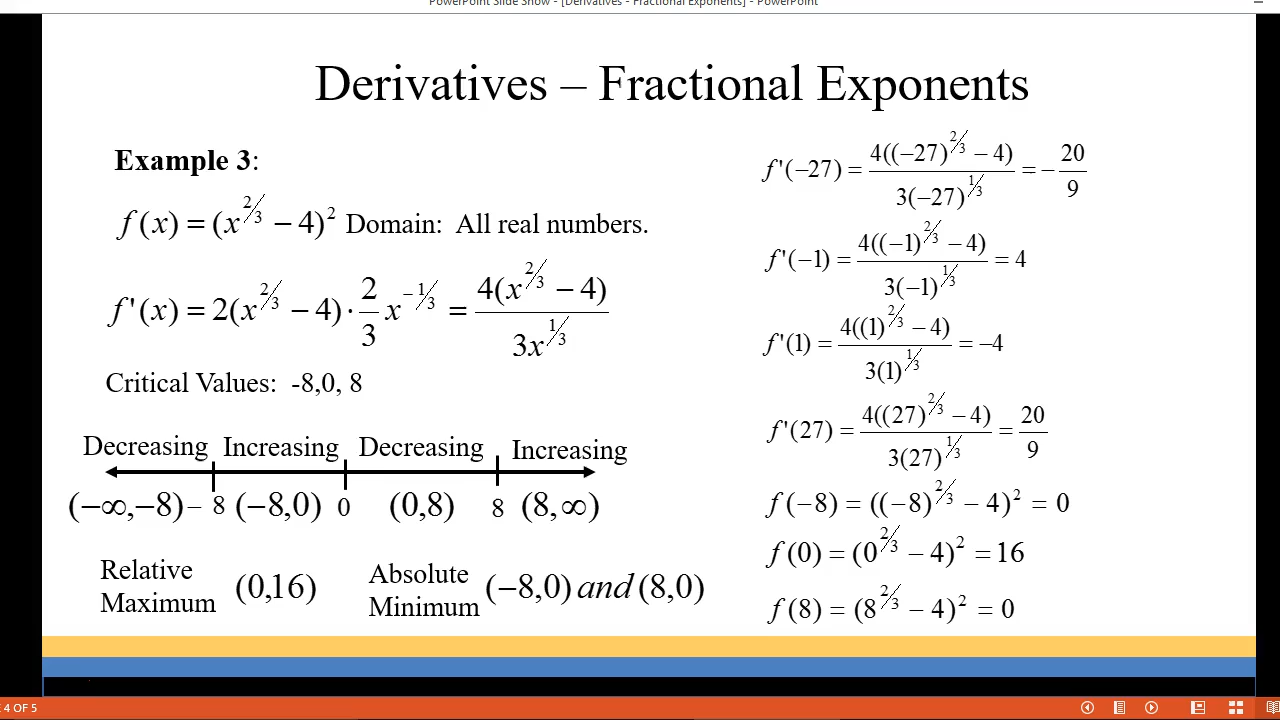 PowerPoint Slide Show - [Derivatives - Fractional Exponents] - PowerPoint
Derivatives – Fractional Exponents
Example 3:
f(x) = (x^(2/3) − 4)^2 Domain: All real numbers.
f'(x) = 2(x^(2/3) − 4) · 2/3 x^(−1/3) = 4(x^(2/3) − 4) / 3x^(1/3)
Critical Values: -8,0, 8
Decreasing Increasing Decreasing Increasing
(−∞,−8) −8 (−8,0) 0 (0,8) 8 (8,∞)
Relative
Maximum (0,16)
Absolute
Minimum (−8,0) and (8,0)
f'(−27) = 4((−27)^(2/3) − 4) / 3(−27)^(1/3) = −20/9
f'(−1) = 4((−1)^(2/3) − 4) / 3(−1)^(1/3) = 4
f'(1) = 4((1)^(2/3) − 4) / 3(1)^(1/3) = −4
f'(27) = 4((27)^(2/3) − 4) / 3(27)^(1/3) = 20/9
f(−8) = ((−8)^(2/3) − 4)^2 = 0
f(0) = (0^(2/3) − 4)^2 = 16
f(8) = (8^(2/3) − 4)^2 = 0
4 OF 5